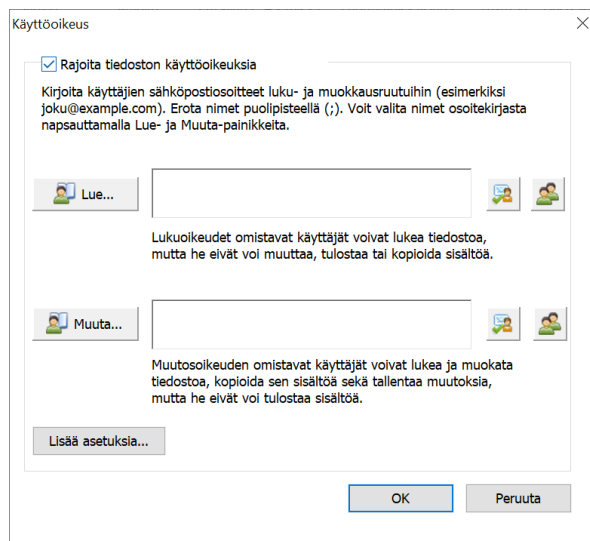 Käyttöoikeus
Rajoita tiedoston käyttöoikeuksia
Kirjoita käyttäjien sähköpostiosoitteet luku- ja muokkausruutuihin (esimerkiksi
joku@example.com). Erota nimet puolipisteellä (;). Voit valita nimet osoitekirjasta
napsauttamalla Lue- ja Muuta-painikkeita.
Lue...
Lukuoikeudet omistavat käyttäjät voivat lukea tiedostoa,
mutta he eivät voi muuttaa, tulostaa tai kopioida sisältöä.
Muuta...
Muutosoikeuden omistavat käyttäjät voivat lukea ja muokata
tiedostoa, kopioida sen sisältöä sekä tallentaa muutoksia,
mutta he eivät voi tulostaa sisältöä.
Lisää asetuksia...
OK Peruuta